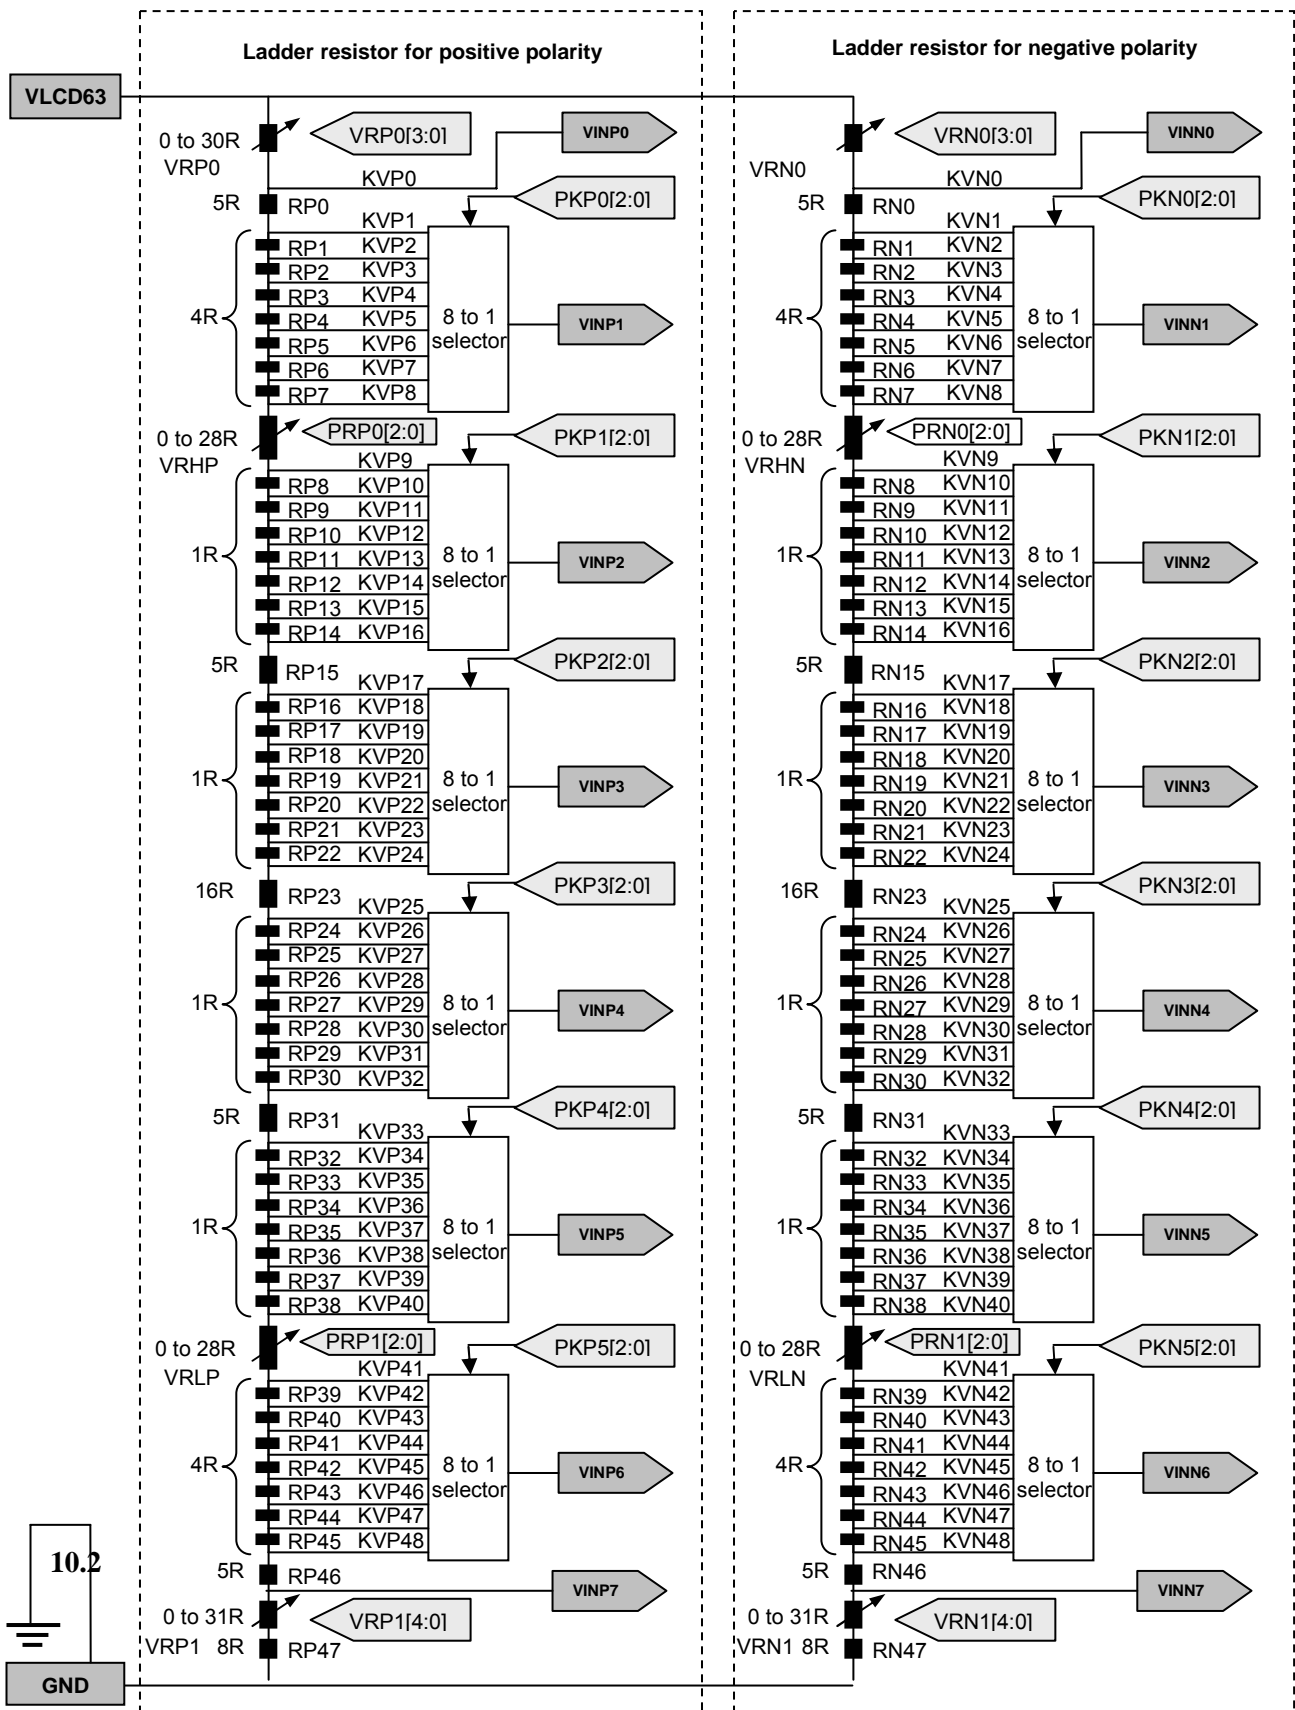 Ladder resistor for positive polarity
VLCD63
0 to 30R
VRP0
VRP0[3:0]
VINP0
KVP0
5R
RP0
PKP0[2:0]
KVP1
RP1 KVP2
RP2 KVP3
RP3 KVP4
RP4 KVP5
RP5 KVP6
RP6 KVP7
RP7 KVP8
4R
8 to 1
selector
VINP1
0 to 28R
VRHP
PRP0[2:0]
PKP1[2:0]
KVP9
RP8 KVP10
RP9 KVP11
RP10 KVP12
RP11 KVP13
RP12 KVP14
RP13 KVP15
RP14 KVP16
1R
8 to 1
selector
VINP2
5R
RP15
PKP2[2:0]
KVP17
RP16 KVP18
RP17 KVP19
RP18 KVP20
RP19 KVP21
RP20 KVP22
RP21 KVP23
RP22 KVP24
1R
8 to 1
selector
VINP3
16R
RP23
PKP3[2:0]
KVP25
RP24 KVP26
RP25 KVP27
RP26 KVP28
RP27 KVP29
RP28 KVP30
RP29 KVP31
RP30 KVP32
1R
8 to 1
selector
VINP4
5R
RP31
PKP4[2:0]
KVP33
RP32 KVP34
RP33 KVP35
RP34 KVP36
RP35 KVP37
RP36 KVP38
RP37 KVP39
RP38 KVP40
1R
8 to 1
selector
VINP5
0 to 28R
VRLP
PRP1[2:0]
PKP5[2:0]
KVP41
RP39 KVP42
RP40 KVP43
RP41 KVP44
RP42 KVP45
RP43 KVP46
RP44 KVP47
RP45 KVP48
4R
8 to 1
selector
VINP6
10.2
5R
RP46
VINP7
0 to 31R
VRP1 8R
VRP1[4:0]
RP47
GND
Ladder resistor for negative polarity
VRN0
VRN0[3:0]
VINN0
KVN0
5R
RN0
PKN0[2:0]
KVN1
RN1 KVN2
RN2 KVN3
RN3 KVN4
RN4 KVN5
RN5 KVN6
RN6 KVN7
RN7 KVN8
4R
8 to 1
selector
VINN1
0 to 28R
VRHN
PRN0[2:0]
PKN1[2:0]
KVN9
RN8 KVN10
RN9 KVN11
RN10 KVN12
RN11 KVN13
RN12 KVN14
RN13 KVN15
RN14 KVN16
1R
8 to 1
selector
VINN2
5R
RN15
PKN2[2:0]
KVN17
RN16 KVN18
RN17 KVN19
RN18 KVN20
RN19 KVN21
RN20 KVN22
RN21 KVN23
RN22 KVN24
1R
8 to 1
selector
VINN3
16R
RN23
PKN3[2:0]
KVN25
RN24 KVN26
RN25 KVN27
RN26 KVN28
RN27 KVN29
RN28 KVN30
RN29 KVN31
RN30 KVN32
1R
8 to 1
selector
VINN4
5R
RN31
PKN4[2:0]
KVN33
RN32 KVN34
RN33 KVN35
RN34 KVN36
RN35 KVN37
RN36 KVN38
RN37 KVN39
RN38 KVN40
1R
8 to 1
selector
VINN5
0 to 28R
VRLN
PRN1[2:0]
PKN5[2:0]
KVN41
RN39 KVN42
RN40 KVN43
RN41 KVN44
RN42 KVN45
RN43 KVN46
RN44 KVN47
RN45 KVN48
4R
8 to 1
selector
VINN6
5R
RN46
VINN7
0 to 31R
VRN1 8R
VRN1[4:0]
RN47